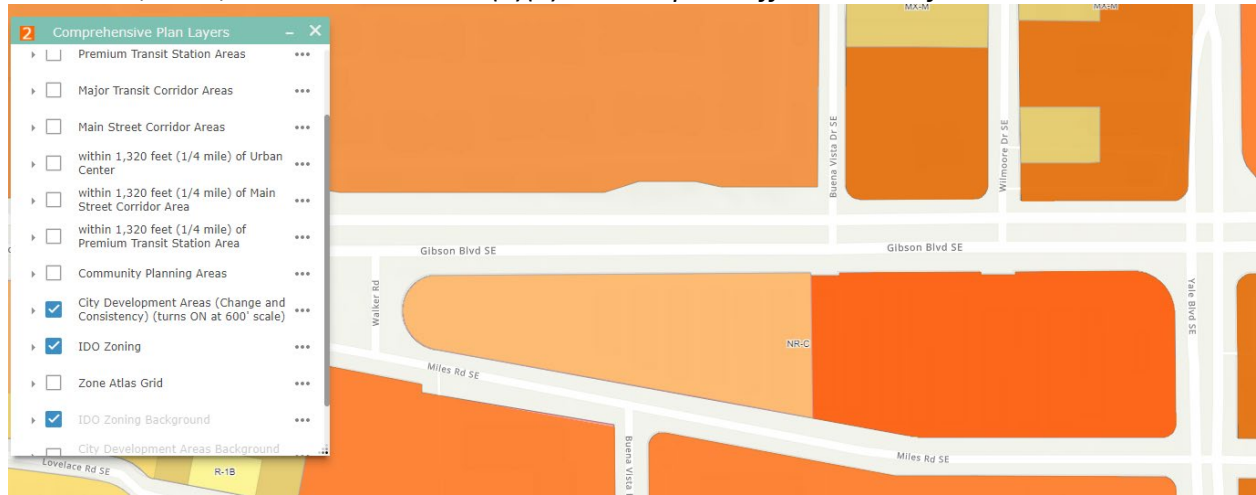 2 Comprehensive Plan Layers
Premium Transit Station Areas
Major Transit Corridor Areas
Main Street Corridor Areas
within 1,320 feet (1/4 mile) of Urban
Center
within 1,320 feet (1/4 mile) of Main
Street Corridor Area
within 1,320 feet (1/4 mile) of
Premium Transit Station Area
Community Planning Areas
City Development Areas (Change and
Consistency) (turns ON at 600' scale)
IDO Zoning
Zone Atlas Grid
IDO Zoning Background
City Development Areas Background
MX-M
MX-M
Buena Vista Dr SE
Wilmoore Dr SE
Gibson Blvd SE
Gibson Blvd SE
Walker Rd
Yale Blvd SE
NR-C
Miles Rd SE
Buena Vista
Miles Rd SE
Lovelace Rd SE
R-1B